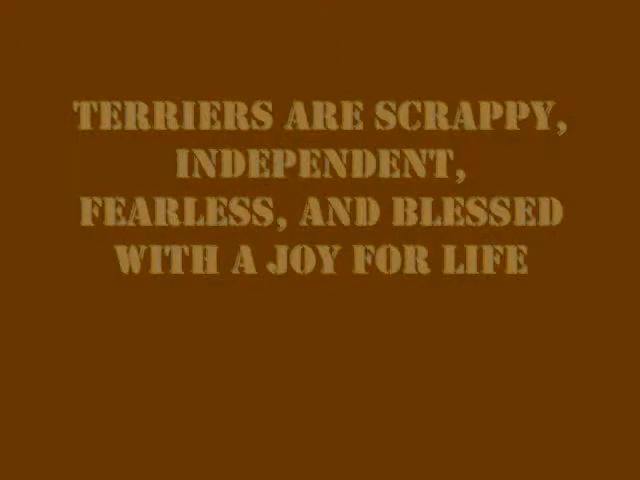 TERRIERS ARE SCRAPPY,
INDEPENDENT,
FEARLESS, AND BLESSED
WITH A JOY FOR LIFE